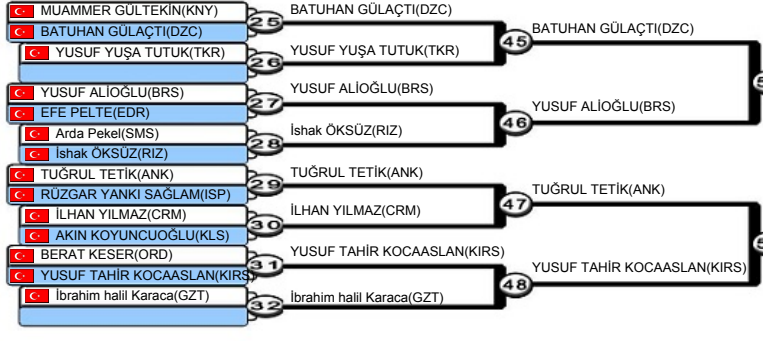 MUAMMER GÜLTEKİN(KNY)
BATUHAN GÜLAÇTI(DZC)
25
BATUHAN GÜLAÇTI(DZC)
YUSUF YUŞA TUTUK(TKR)
26
YUSUF YUŞA TUTUK(TKR)
45
BATUHAN GÜLAÇTI(DZC)
YUSUF ALİOĞLU(BRS)
EFE PELTE(EDR)
27
YUSUF ALİOĞLU(BRS)
Arda Pekel(SMS)
İshak ÖKSÜZ(RIZ)
28
İshak ÖKSÜZ(RIZ)
46
YUSUF ALİOĞLU(BRS)
TUĞRUL TETİK(ANK)
RÜZGAR YANKI SAĞLAM(ISP)
29
TUĞRUL TETİK(ANK)
İLHAN YILMAZ(CRM)
AKIN KOYUNCUOĞLU(KLS)
30
İLHAN YILMAZ(CRM)
47
TUĞRUL TETİK(ANK)
BERAT KESER(ORD)
YUSUF TAHİR KOCAASLAN(KIRS)
31
YUSUF TAHİR KOCAASLAN(KIRS)
İbrahim halil Karaca(GZT)
32
İbrahim halil Karaca(GZT)
48
YUSUF TAHİR KOCAASLAN(KIRS)